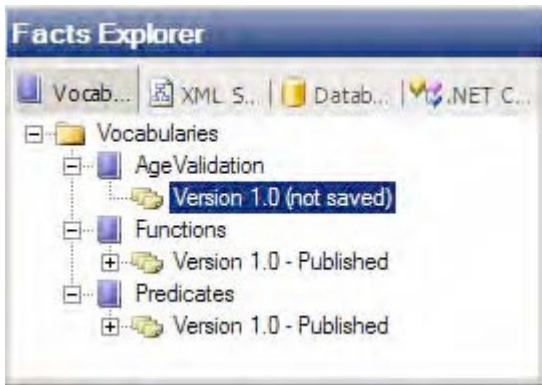 Facts Explorer
Vocab... XML S... Datab... .NET C...
Vocabularies
AgeValidation
Version 1.0 (not saved)
Functions
Version 1.0 - Published
Predicates
Version 1.0 - Published